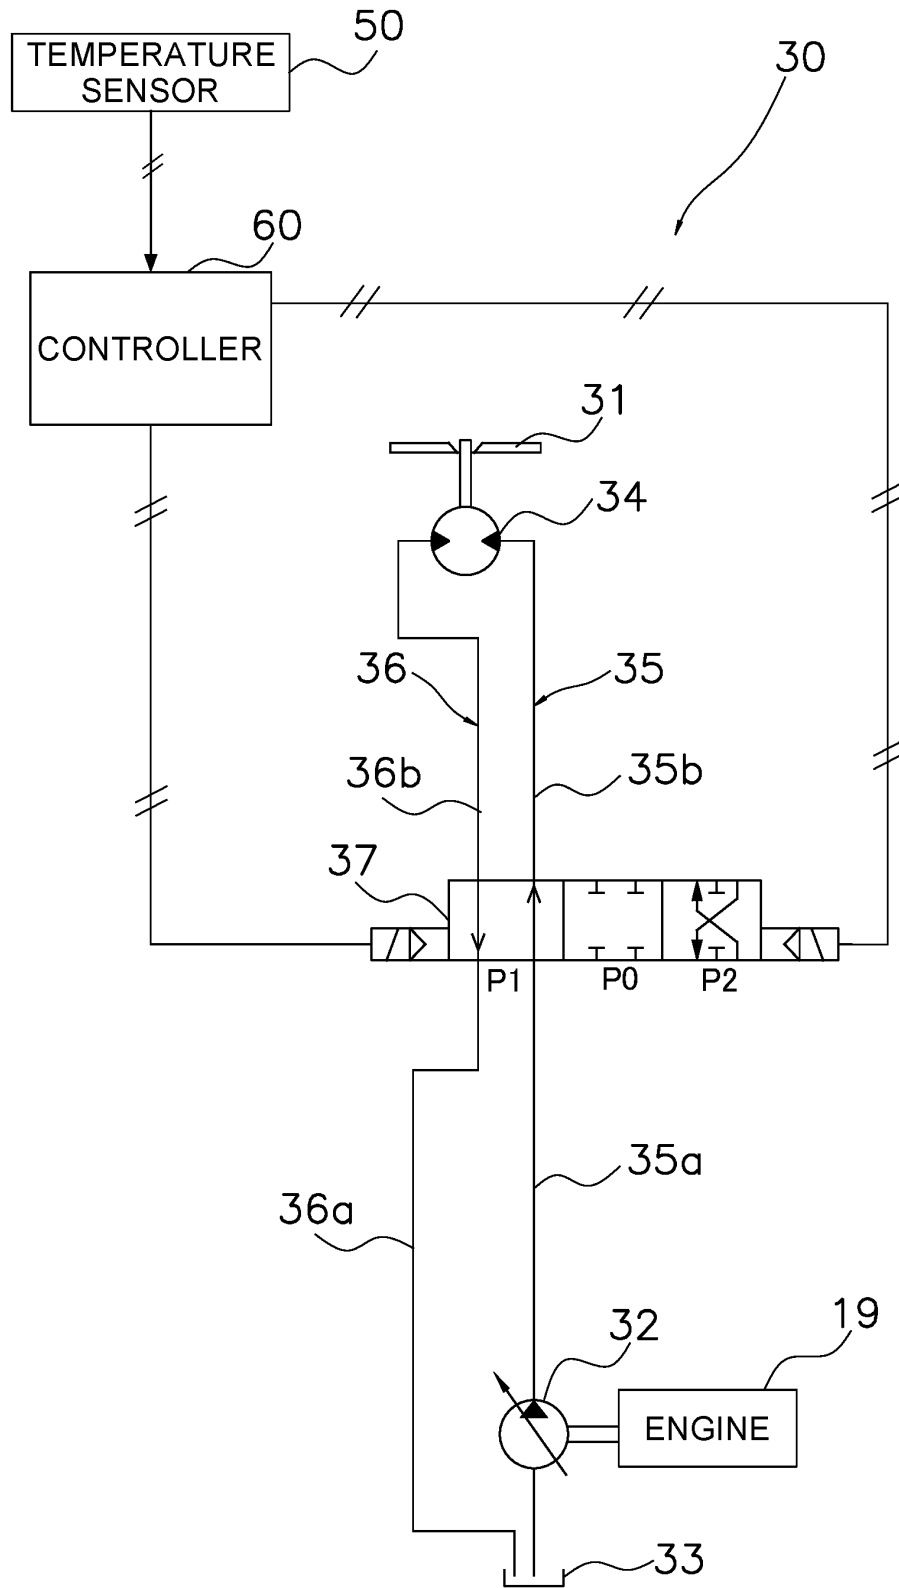 50
TEMPERATURE
SENSOR
30
60
CONTROLLER
31
34
36
35
36b
35b
37
P1
P0
P2
35a
36a
32
19
ENGINE
33